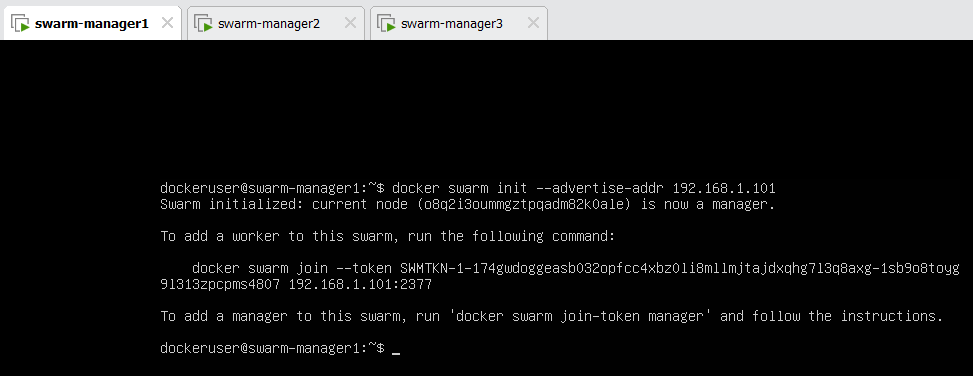 swarm-manager1
swarm-manager2
swarm-manager3
dockeruser@swarm-manager1:~$ docker swarm init --advertise-addr 192.168.1.101
Swarm initialized: current node (o8q2i3oummgztpqadm82k0ale) is now a manager.
To add a worker to this swarm, run the following command:
docker swarm join --token SWMTKN-1-174gwdoggeasb032opfcc4xbz0li8mllmjtajdxqhg7l3q8axg-1sb9o8toyg
9l313zpcpms4807 192.168.1.101:2377
To add a manager to this swarm, run 'docker swarm join-token manager' and follow the instructions.
dockeruser@swarm-manager1:~$ _